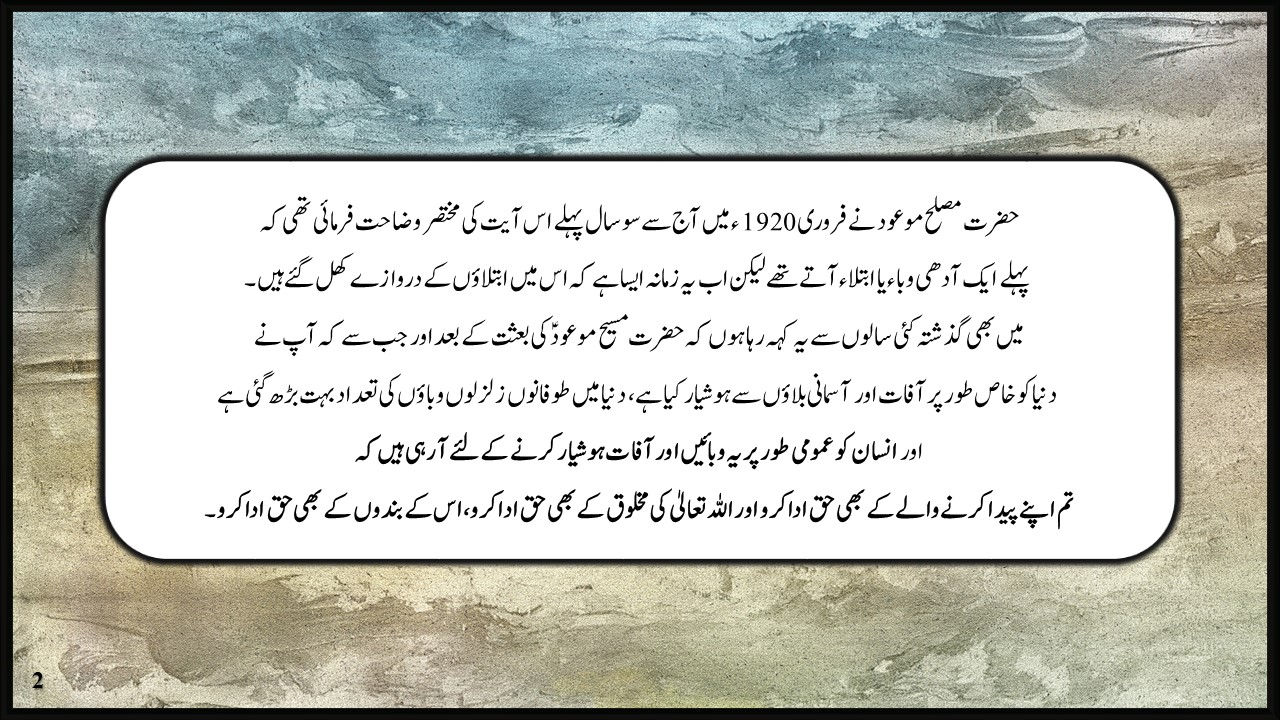 حضرت مصلح موعود نے فروری 1920ء میں آج سے سو سال پہلے اس آیت کی مختصر وضاحت فرمائی تھی کہ
پہلے ایک آدھی وباء یا ابتلاء آتے تھے لیکن اب یہ زمانہ ایسا ہے کہ اس میں ابتلاؤں کے دروازے کھل گئے ہیں۔
میں بھی گذشتہ کئی سالوں سے یہ کہہ رہا ہوں کہ حضرت مسیح موعودؑ کی بعثت کے بعد اور جب سے کہ آپ نے
دنیا کو خاص طور پر آفات اور آسمانی بلاؤں سے ہوشیار کیا ہے، دنیا میں طوفانوں زلزلوں وباؤں کی تعداد بہت بڑھ گئی ہے
اور انسان کو عمومی طور پر یہ وبائیں اور آفات ہوشیار کرنے کے لئے آ رہی ہیں کہ
تم اپنے پیدا کرنے والے کے بھی حق ادا کرو اور اللہ تعالیٰ کی مخلوق کے بھی حق ادا کرو، اس کے بندوں کے بھی حق ادا کرو۔
2